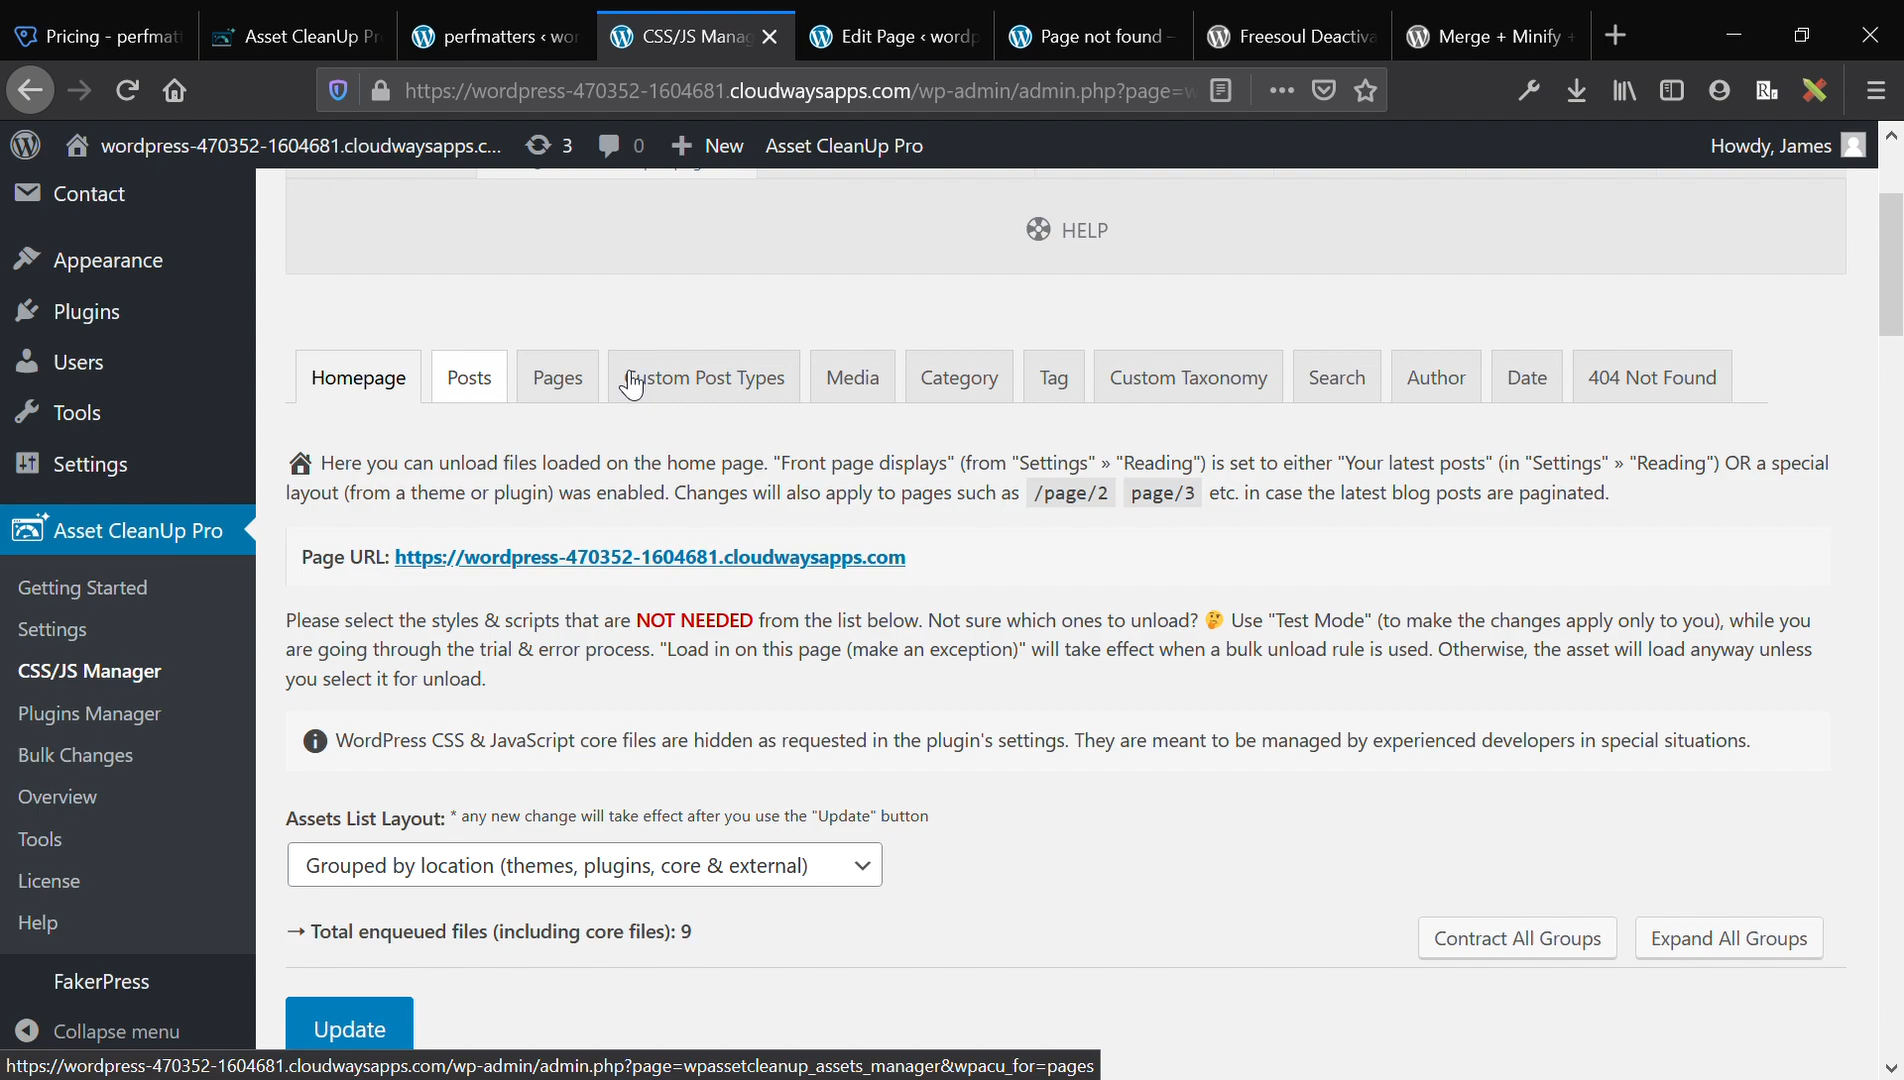 Pricing - perfmat
Asset CleanUp Pr
perfmatters < wor
CSS/JS Manag
Edit Page < wordp
Page not found -
Freesoul Deactiva
Merge + Minify +
https://wordpress-470352-1604681.cloudwaysapps.com/wp-admin/admin.php?page=w
wordpress-470352-1604681.cloudwaysapps.c...
3
0
New
Asset CleanUp Pro
Howdy, James
Contact
Appearance
Plugins
Users
Tools
Settings
Asset CleanUp Pro
Getting Started
Settings
CSS/JS Manager
Plugins Manager
Bulk Changes
Overview
Tools
License
Help
FakerPress
Collapse menu
HELP
Homepage
Posts
Pages
Custom Post Types
Media
Category
Tag
Custom Taxonomy
Search
Author
Date
404 Not Found
Here you can unload files loaded on the home page. "Front page displays" (from "Settings" » "Reading") is set to either "Your latest posts" (in "Settings" » "Reading") OR a special
layout (from a theme or plugin) was enabled. Changes will also apply to pages such as /page/2 page/3 etc. in case the latest blog posts are paginated.
Page URL: https://wordpress-470352-1604681.cloudwaysapps.com
Please select the styles & scripts that are NOT NEEDED from the list below. Not sure which ones to unload? 🤔 Use "Test Mode" (to make the changes apply only to you), while you
are going through the trial & error process. "Load in on this page (make an exception)" will take effect when a bulk unload rule is used. Otherwise, the asset will load anyway unless
you select it for unload.
WordPress CSS & JavaScript core files are hidden as requested in the plugin's settings. They are meant to be managed by experienced developers in special situations.
Assets List Layout: * any new change will take effect after you use the "Update" button
Grouped by location (themes, plugins, core & external)
→ Total enqueued files (including core files): 9
Contract All Groups
Expand All Groups
Update
https://wordpress-470352-1604681.cloudwaysapps.com/wp-admin/admin.php?page=wpassetcleanup_assets_manager&wpacu_for=pages